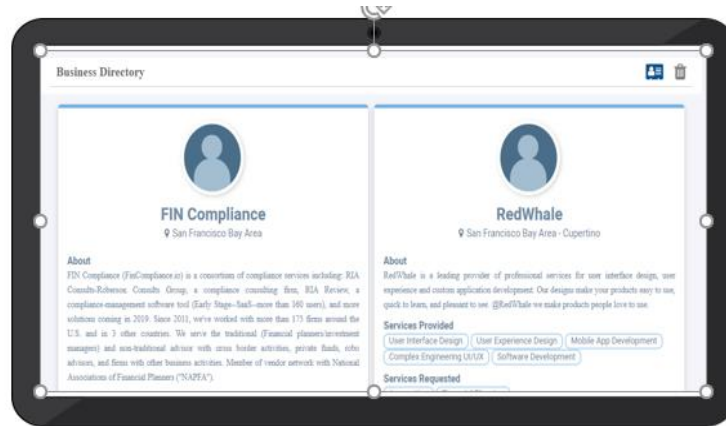 Business Directory
FIN Compliance
San Francisco Bay Area
About
FIN Compliance (FinCompliance.io) is a consortium of compliance services including: RIA
Consults-Roberson Consults Group, a compliance consulting firm, RIA Review, a
compliance-management software tool (Early Stage--SaaS--more than 360 users), and more
solutions coming in 2019. Since 2011, we've worked with more than 175 firms around the
U.S. and in 3 other countries. We serve the traditional (Financial planners/investment
managers) and non-traditional advisor with cross border activities, private funds, robo
advisors, and firms with other business activities. Member of vendor network with National
Associations of Financial Planners ("NAPFA").
RedWhale
San Francisco Bay Area - Cupertino
About
RedWhale is a leading provider of professional services for user interface design, user
experience and custom application development. Our designs make your products easy to use,
quick to learn, and pleasant to see. @RedWhale we make products people love to use.
Services Provided
User Interface Design User Experience Design Mobile App Development
Complex Engineering UI/UX Software Development
Services Requested